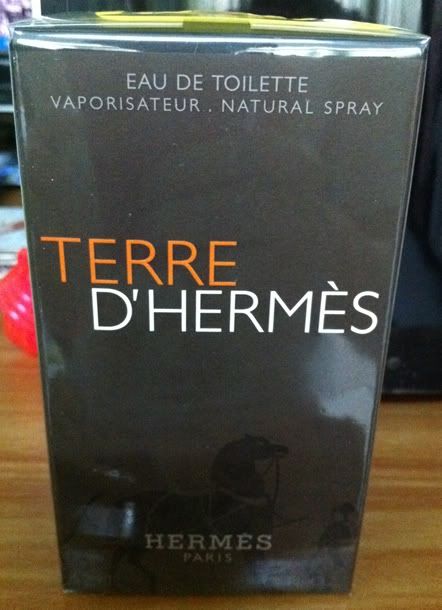 EAU DE TOILETTE
VAPORISATEUR . NATURAL SPRAY
TERRE
D'HERMÈS
HERMÈS
PARIS